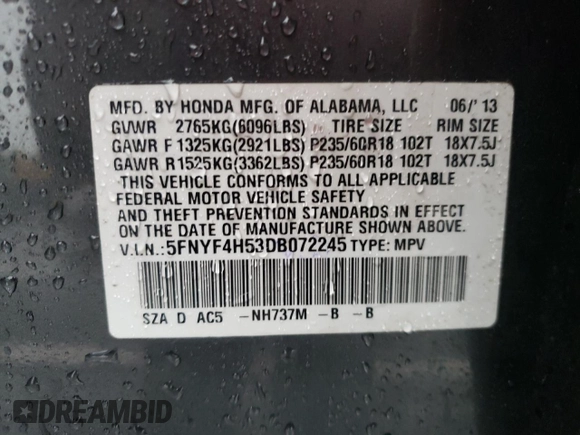 MFD. BY HONDA MFG. OF ALABAMA, LLC 06/'13
GVWR 2765KG(6096LBS) TIRE SIZE RIM SIZE
GAWR F 1325KG(2921LBS) P235/60R18 102T 18X7.5J
GAWR R 1525KG(3362LBS) P235/60R18 102T 18X7.5J
THIS VEHICLE CONFORMS TO ALL APPLICABLE
FEDERAL MOTOR VEHICLE SAFETY
AND THEFT PREVENTION STANDARDS IN EFFECT
ON THE DATE OF MANUFACTURE SHOWN ABOVE.
V.I.N.: 5FNYF4H53DB072245 TYPE: MPV
SZA D AC5 -NH737M -B -B
DREAMBID